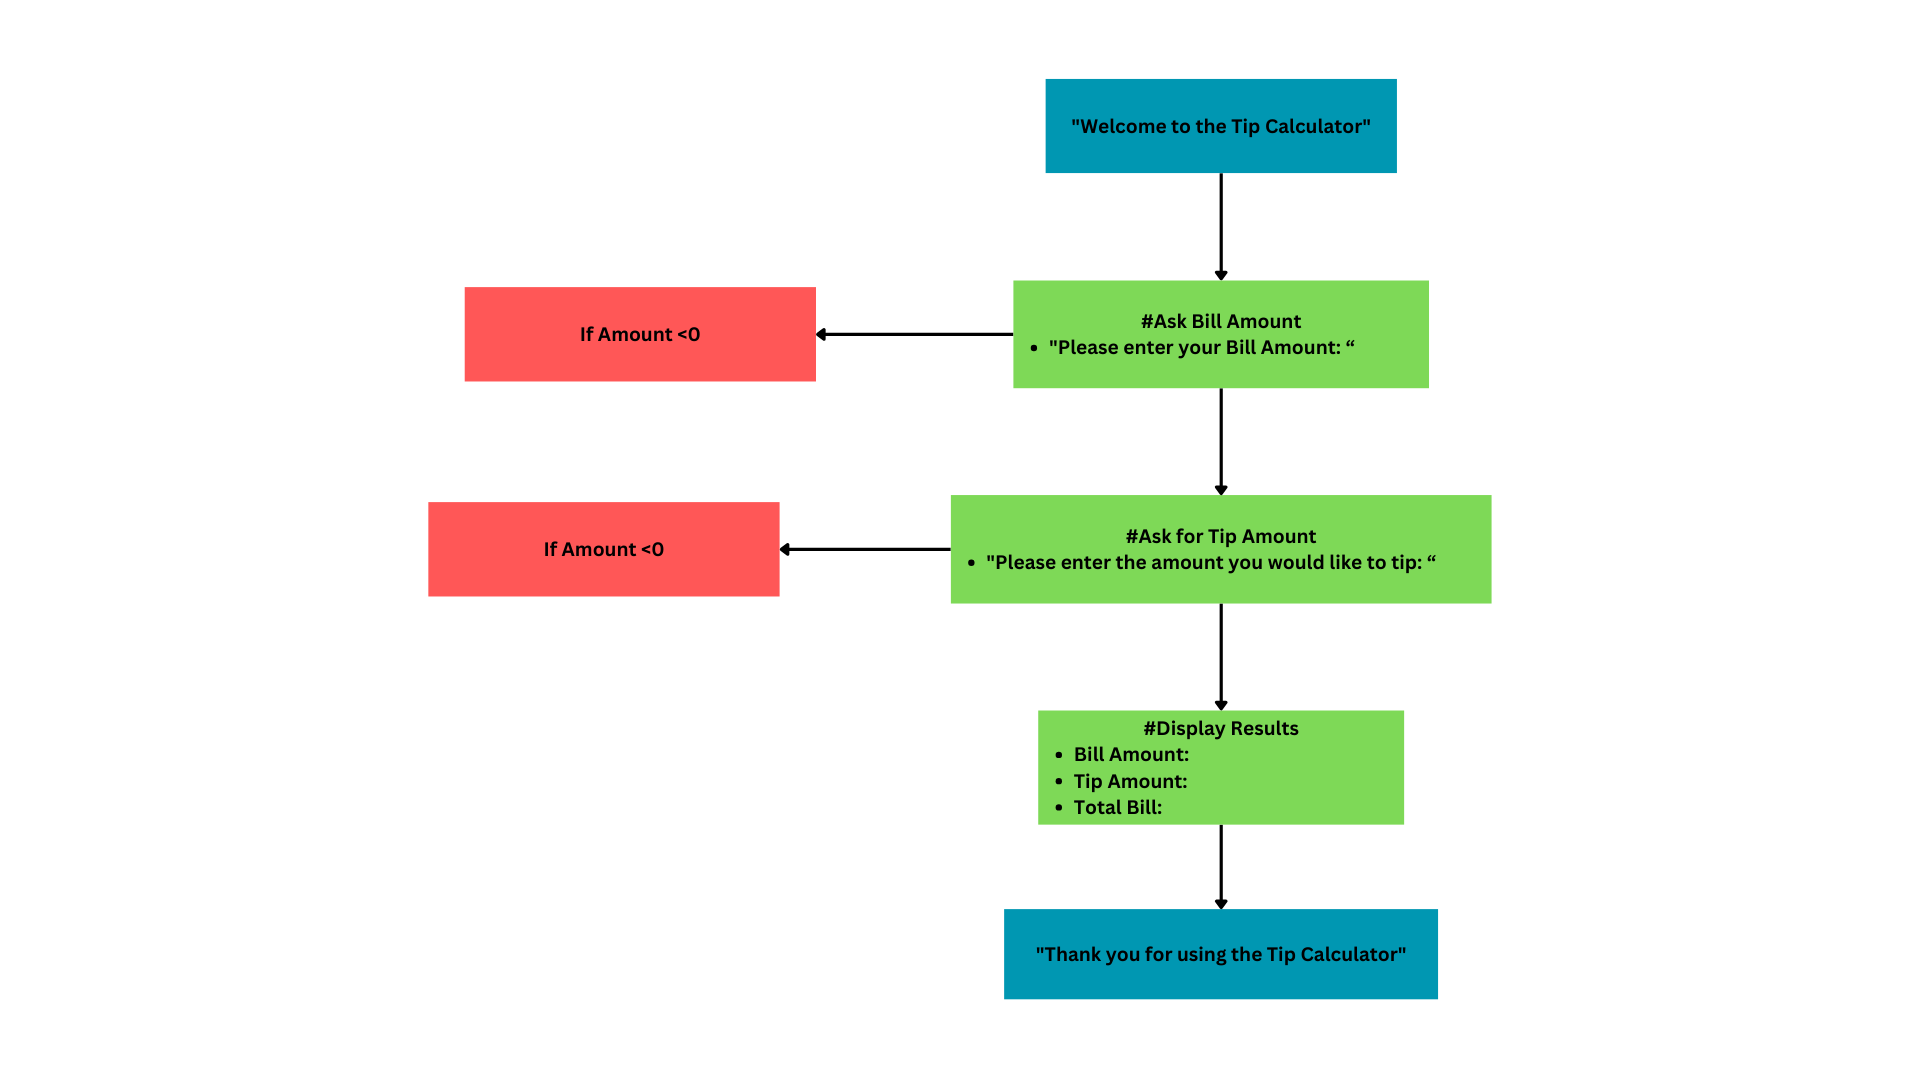 "Welcome to the Tip Calculator"
If Amount <0
#Ask Bill Amount
• "Please enter your Bill Amount: “
If Amount <0
#Ask for Tip Amount
• "Please enter the amount you would like to tip: “
#Display Results
• Bill Amount:
• Tip Amount:
• Total Bill:
"Thank you for using the Tip Calculator"